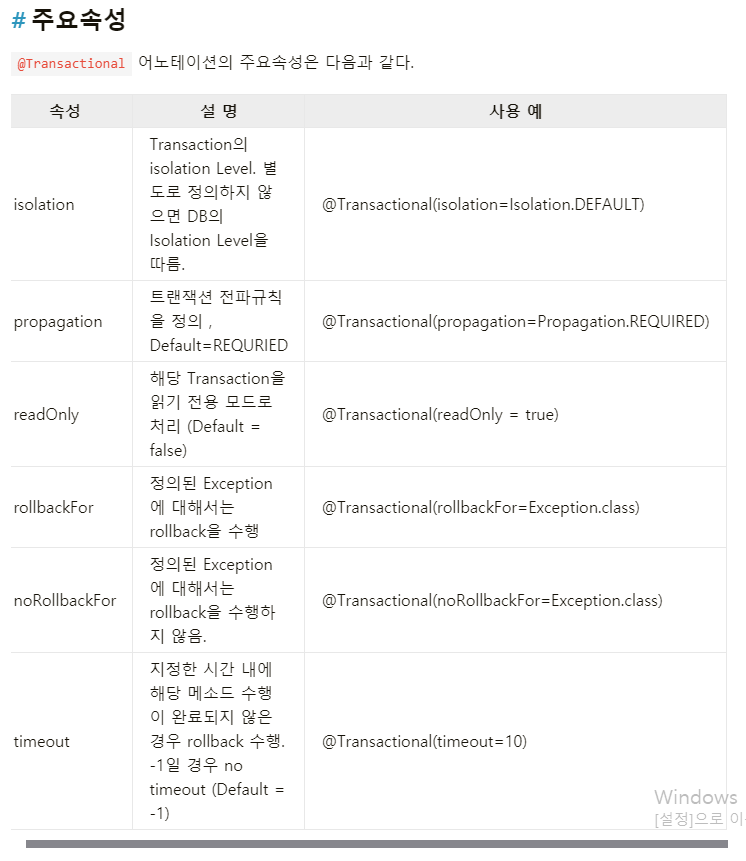 # 주요속성
@Transactional 어노테이션의 주요속성은 다음과 같다.
속성 설 명 사용 예
isolation
Transaction의
isolation Level. 별
도로 정의하지 않
으면 DB의
Isolation Level을
따름.
@Transactional(isolation=Isolation.DEFAULT)
propagation
트랜잭션 전파규칙
을 정의 ,
Default=REQURIED
@Transactional(propagation=Propagation.REQUIRED)
readOnly
해당 Transaction을
읽기 전용 모드로
처리 (Default =
false)
@Transactional(readOnly = true)
rollbackFor
정의된 Exception
에 대해서는
rollback을 수행
@Transactional(rollbackFor=Exception.class)
noRollbackFor
정의된 Exception
에 대해서는
rollback을 수행하
지 않음.
@Transactional(noRollbackFor=Exception.class)
timeout
지정한 시간 내에
해당 메소드 수행
이 완료되지 않은
경우 rollback 수행.
-1일 경우 no
timeout (Default =
-1)
@Transactional(timeout=10)
Windows
[설정]으로 이